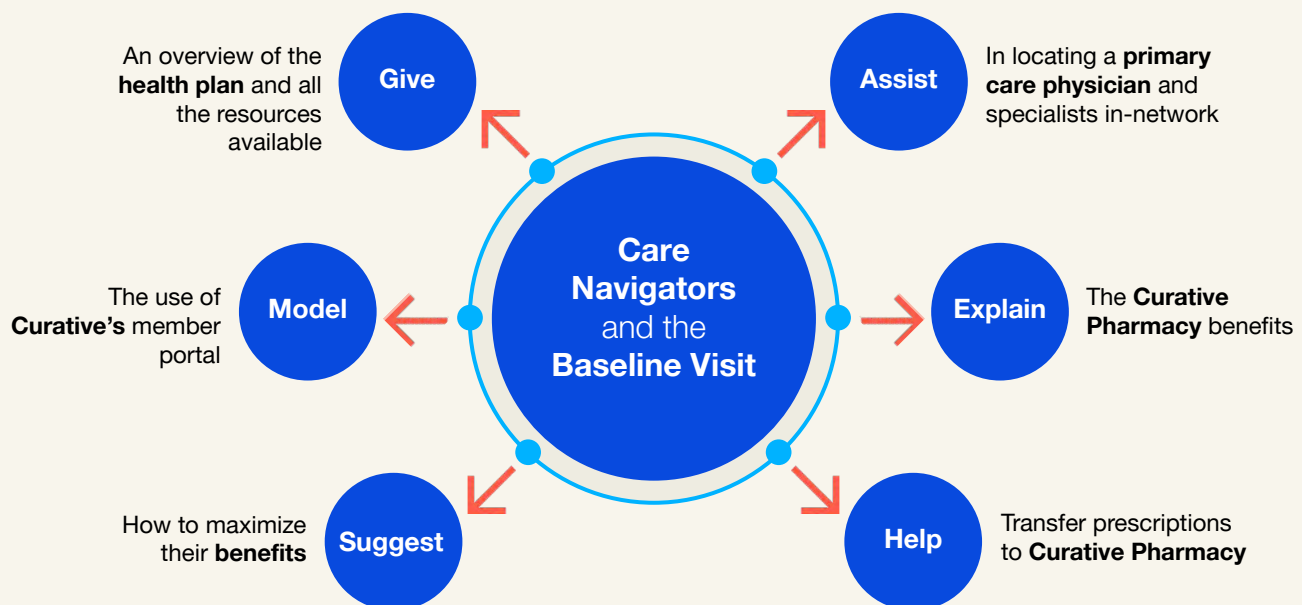 An overview of the
health plan and all
the resources
available
Give
Assist
In locating a primary
care physician and
specialists in-network
The use of
Curative’s member
portal
Model
Care
Navigators
and the
Baseline Visit
Explain
The Curative
Pharmacy benefits
How to maximize
their benefits
Suggest
Help
Transfer prescriptions
to Curative Pharmacy